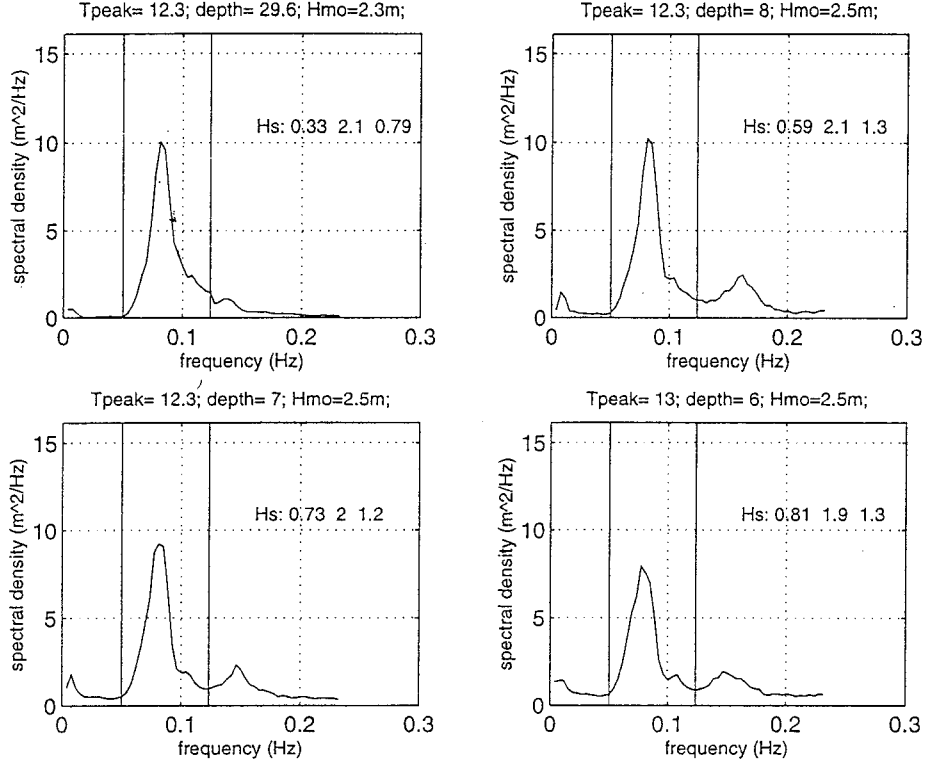 Tpeak= 12.3; depth= 29.6; Hmo=2.3m;
spectral density (m^2/Hz)
15
10
5
0
Hs: 0.33 2.1 0.79
0 0.1 0.2 0.3
frequency (Hz)
Tpeak= 12.3; depth= 8; Hmo=2.5m;
spectral density (m^2/Hz)
15
10
5
0
Hs: 0.59 2.1 1.3
0 0.1 0.2 0.3
frequency (Hz)
Tpeak= 12.3; depth= 7; Hmo=2.5m;
spectral density (m^2/Hz)
15
10
5
0
Hs: 0.73 2 1.2
0 0.1 0.2 0.3
frequency (Hz)
Tpeak= 13; depth= 6; Hmo=2.5m;
spectral density (m^2/Hz)
15
10
5
0
Hs: 0.81 1.9 1.3
0 0.1 0.2 0.3
frequency (Hz)